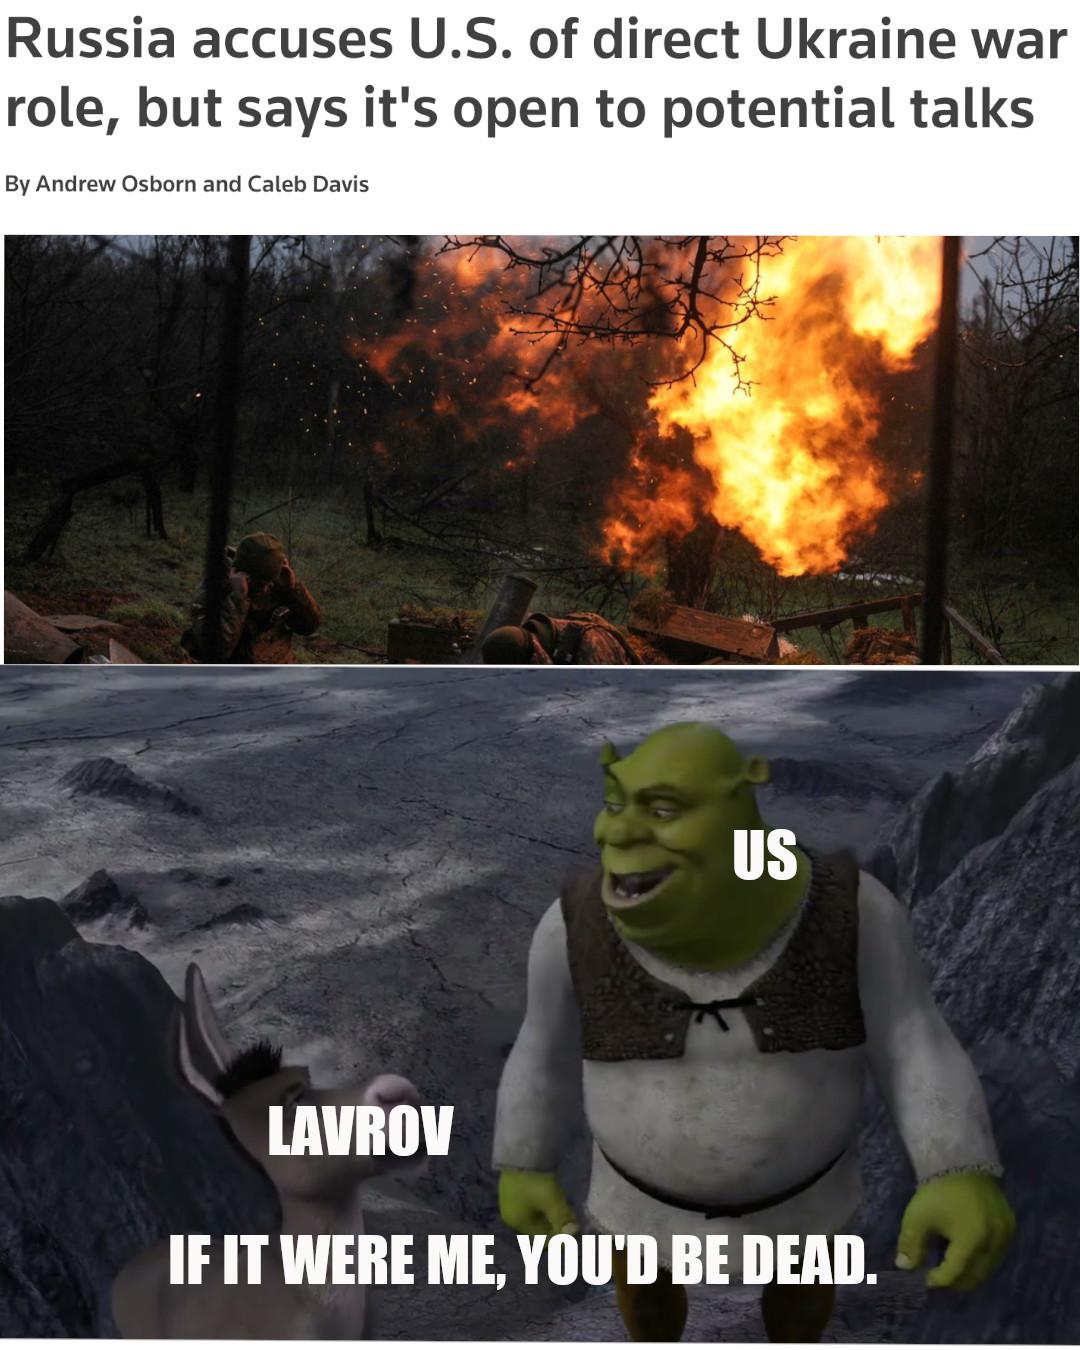 Russia accuses U.S. of direct Ukraine war
role, but says it's open to potential talks
By Andrew Osborn and Caleb Davis
US
LAVROV
IF IT WERE ME, YOU'D BE DEAD.